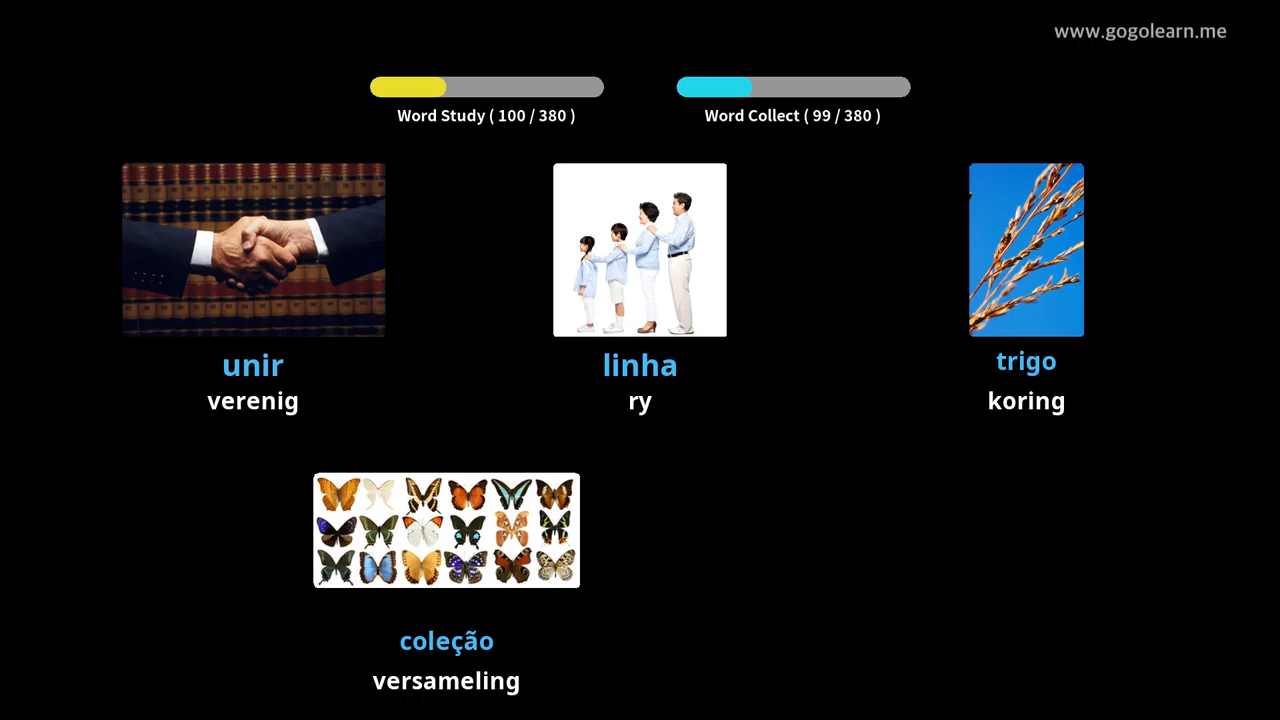 www.gogolearn.me
Word Study ( 100 / 380 )
Word Collect ( 99 / 380 )
unir
verenig
linha
ry
trigo
koring
coleção
versameling